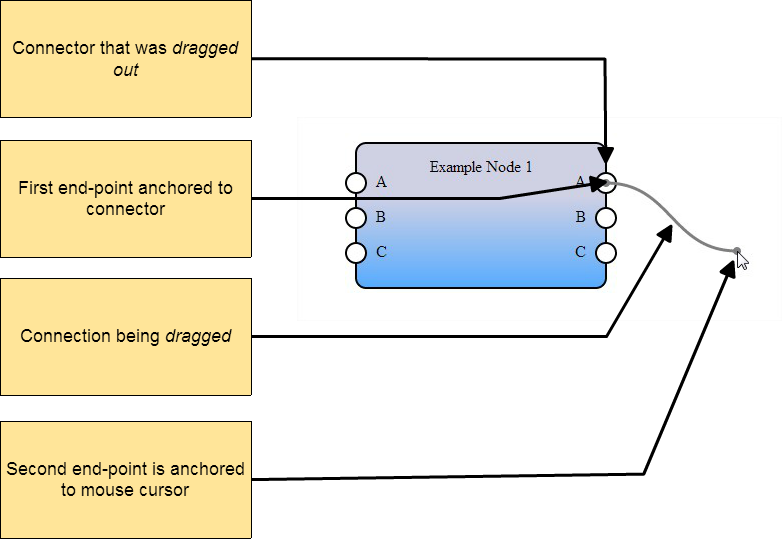 Connector that was dragged
out
First end-point anchored to
connector
Connection being dragged
Second end-point is anchored
to mouse cursor
Example Node 1
A A
B B
C C